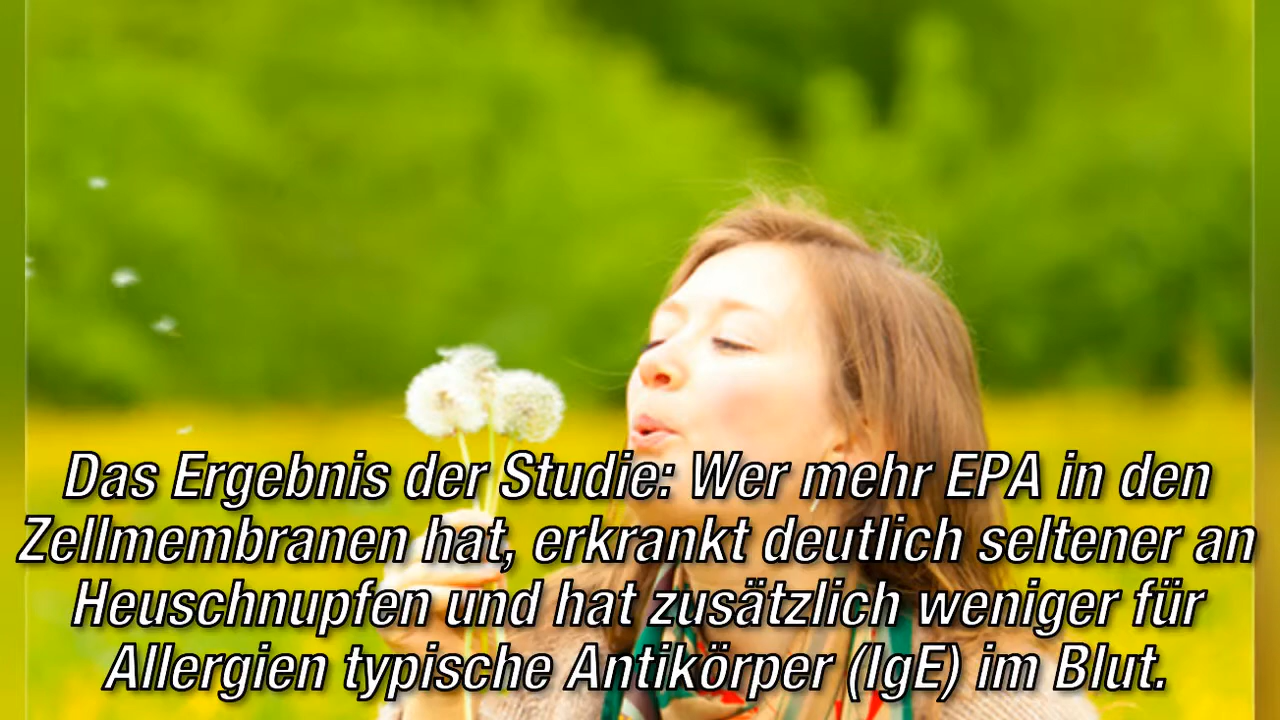 Das Ergebnis der Studie: Wer mehr EPA in den
Zellmembranen hat, erkrankt deutlich seltener an
Heuschnupfen und hat zusätzlich weniger für
Allergien typische Antikörper (IgE) im Blut.